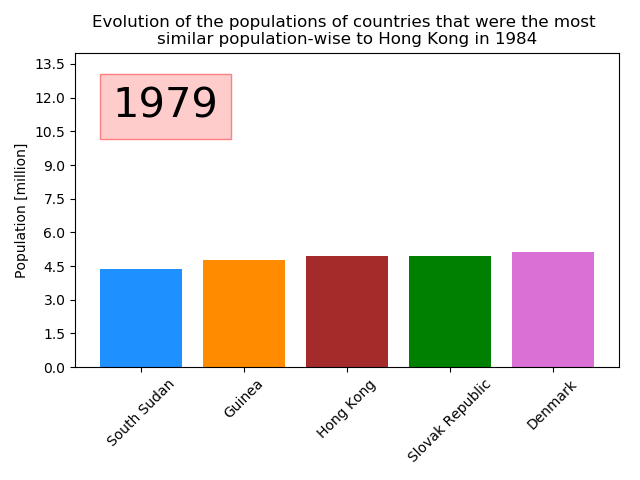 Evolution of the populations of countries that were the most
similar population-wise to Hong Kong in 1984
1979
Population [million]
13.5
12.0
10.5
9.0
7.5
6.0
4.5
3.0
1.5
0.0
South Sudan
Guinea
Hong Kong
Slovak Republic
Denmark